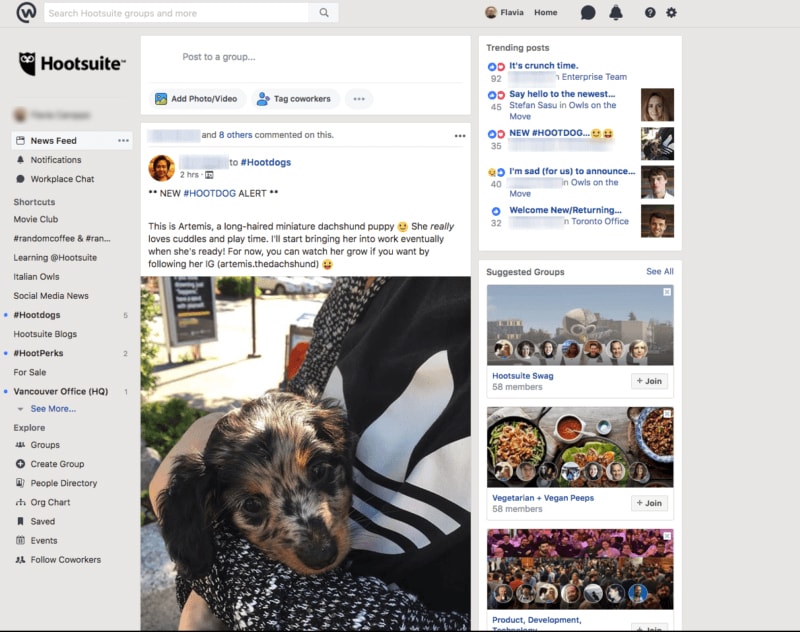 Search Hootsuite groups and more
Flavia Home
Hootsuite™
News Feed
Notifications
Workplace Chat
Shortcuts
Movie Club
#randomcoffee & #ran...
Learning @Hootsuite
Italian Owls
Social Media News
#Hootdogs 5
Hootsuite Blogs
#HootPerks 2
For Sale
Vancouver Office (HQ) 1
See More...
Explore
Groups
Create Group
People Directory
Org Chart
Saved
Events
Follow Coworkers
Post to a group...
Add Photo/Video
Tag coworkers
and 8 others commented on this.
to #Hootdogs
2 hrs ·
** NEW #HOOTDOG ALERT **
This is Artemis, a long-haired miniature dachshund puppy 😉 She really
loves cuddles and play time. I'll start bringing her into work eventually
when she's ready! For now, you can watch her grow if you want by
following her IG (artemis.thedachshund) 😄
Trending posts
It's crunch time.
92
in Enterprise Team
Say hello to the newest...
45
Stefan Sasu in Owls on the
Move
NEW #HOOTDOG...😉😆
35
I'm sad (for us) to announce...
40
in Owls on the
Move
Welcome New/Returning...
32
in Toronto Office
Suggested Groups See All
Hootsuite Swag
58 members
+ Join
Vegetarian + Vegan Peeps
58 members
+ Join
Product, Development,
Technology
+ Join